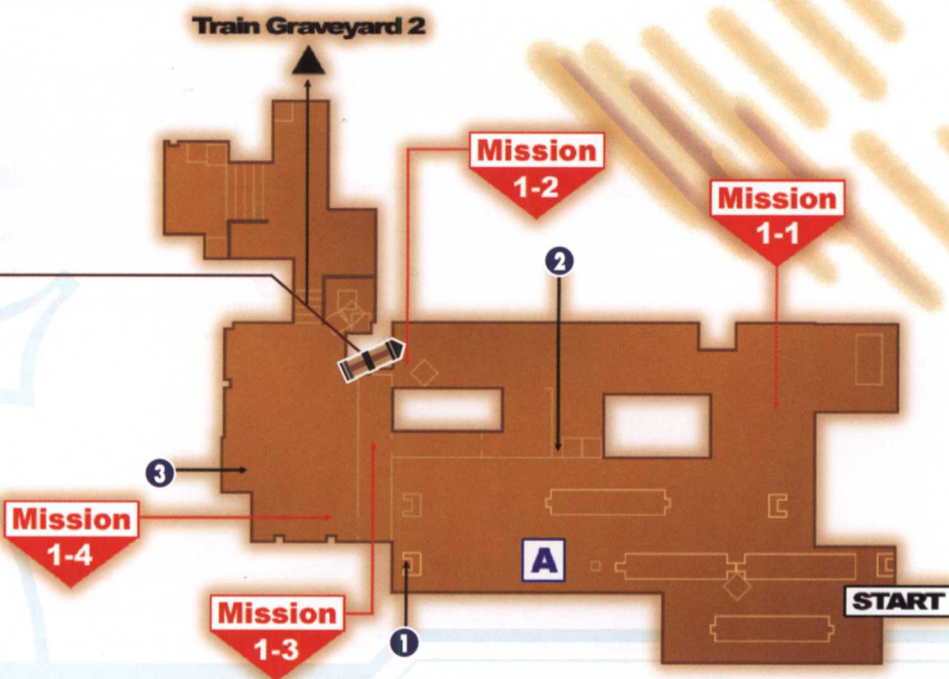 Train Graveyard 2
Mission
1-2
Mission
1-1
2
3
Mission
1-4
A
START
Mission
1-3
1